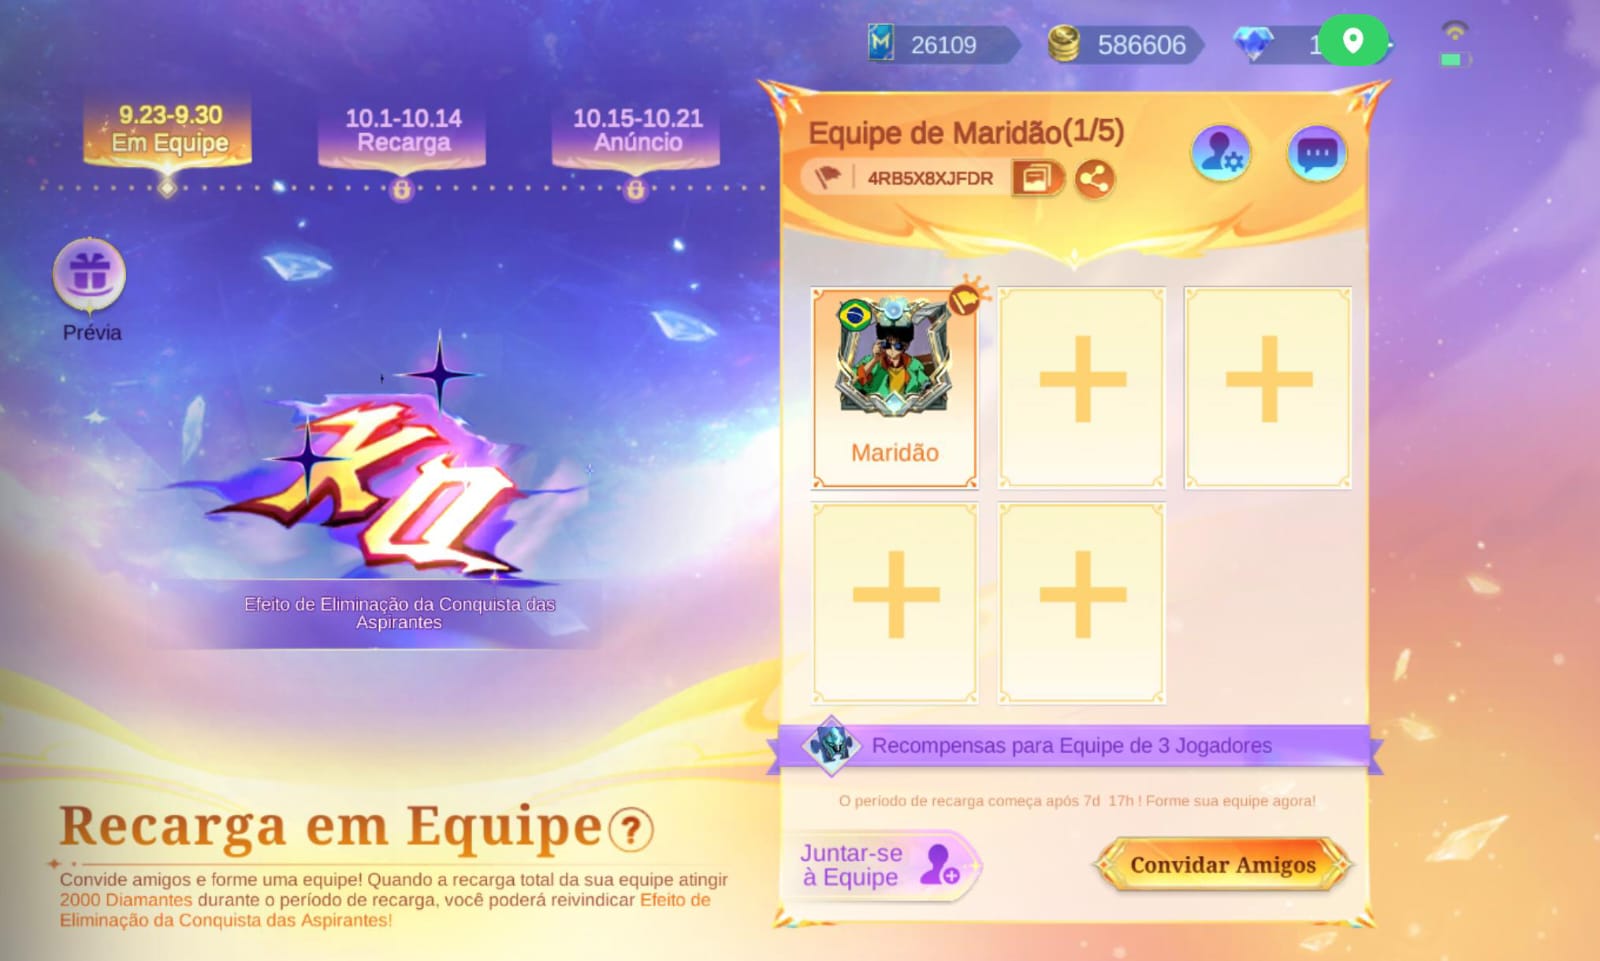 26109
586606
9.23-9.30
Em Equipe
10.1-10.14
Recarga
10.15-10.21
Anúncio
Equipe de Maridão(1/5)
4RB5X8XJFDR
Prévia
Maridão
Efeito de Eliminação da Conquista das
Aspirantes
Recompensas para Equipe de 3 Jogadores
O período de recarga começa após 7d 17h ! Forme sua equipe agora!
Recarga em Equipe?
Convide amigos e forme uma equipe! Quando a recarga total da sua equipe atingir
2000 Diamantes durante o período de recarga, você poderá reivindicar Efeito de
Eliminação da Conquista das Aspirantes!
Juntar-se
à Equipe
Convidar Amigos